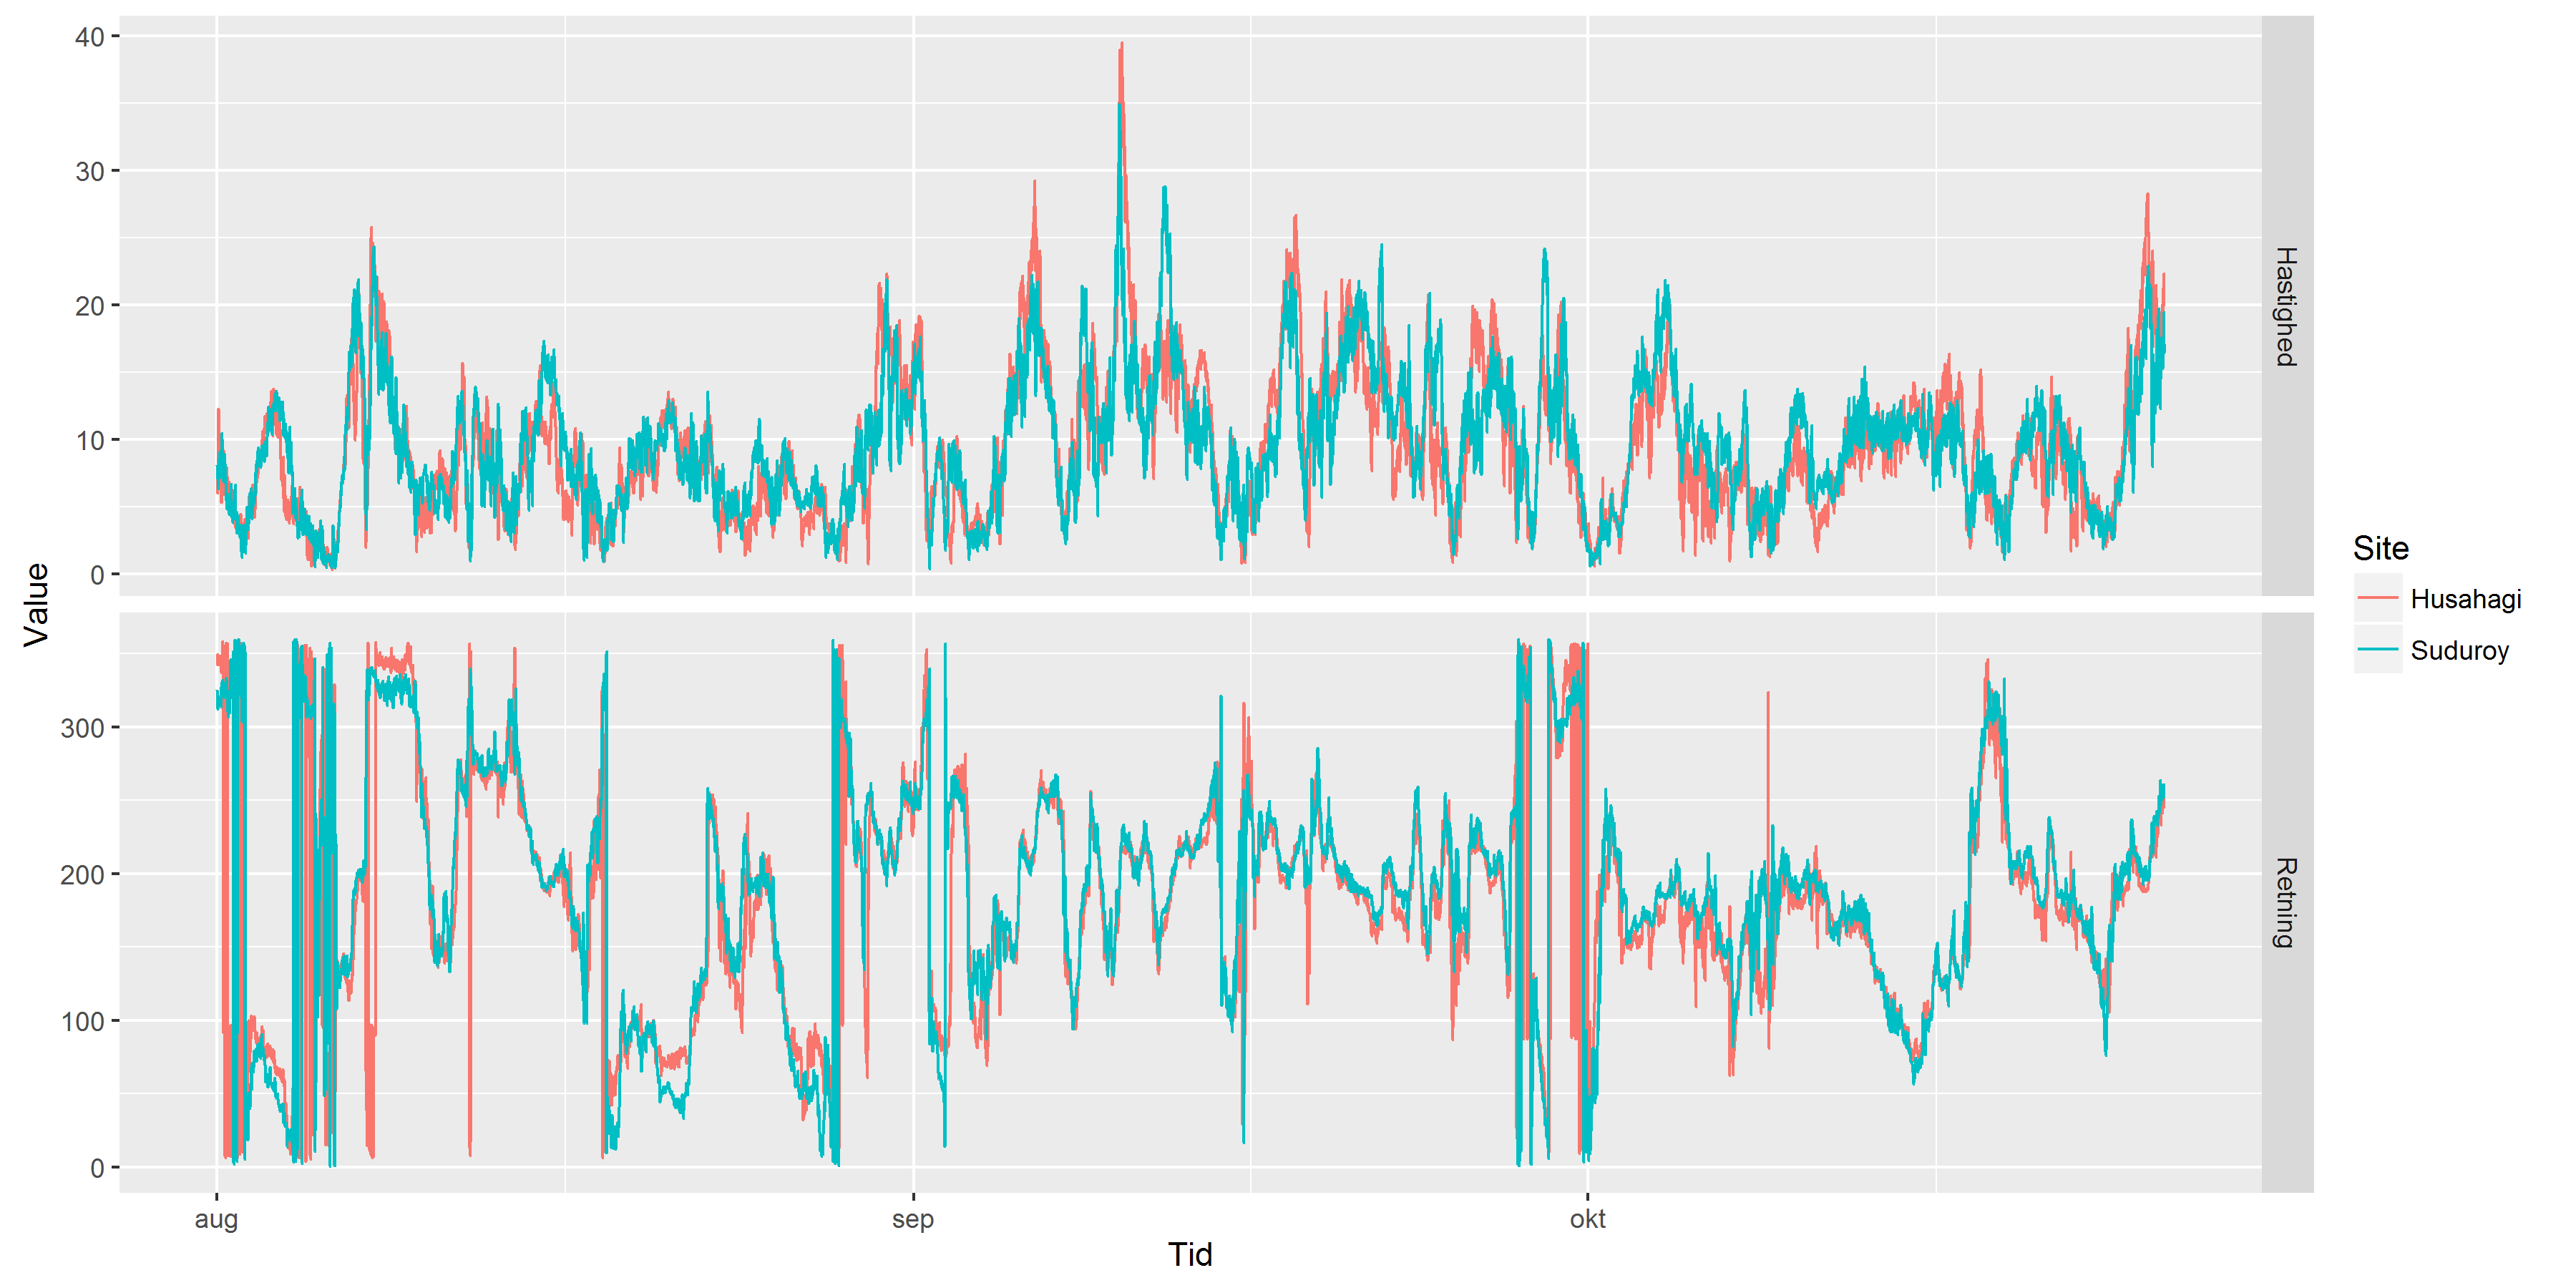 40
30
20
10
0
Hastighed
300
200
100
0
Retning
Value
aug
sep
okt
Tid
Site
Husahagi
Suduroy